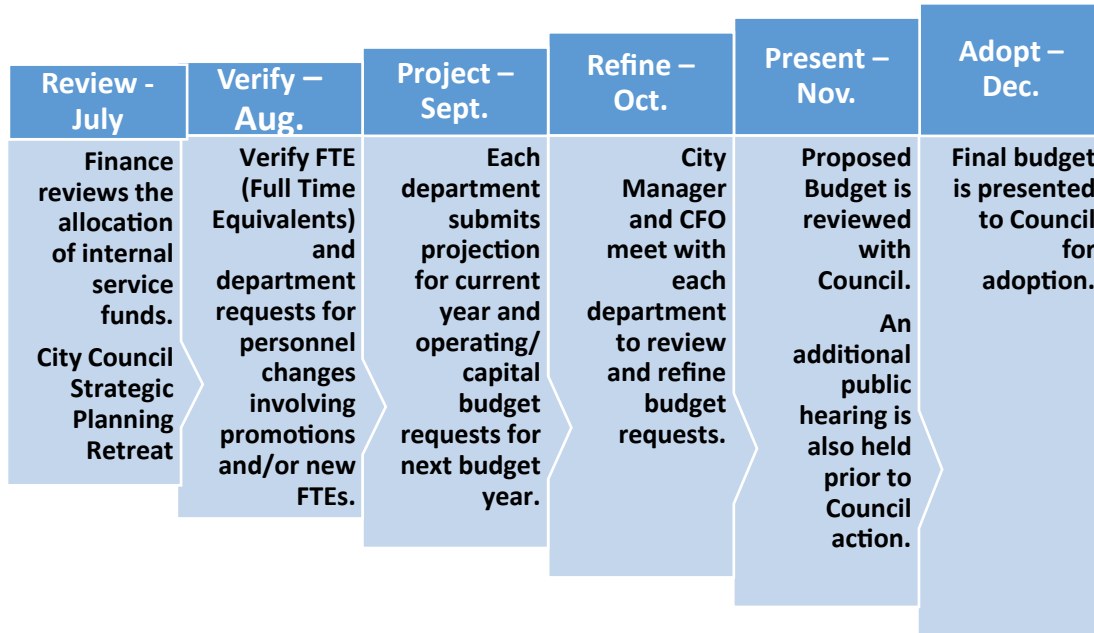 Review -
July
Finance
reviews the
allocation
of internal
service
funds.
City Council
Strategic
Planning
Retreat
Verify –
Aug.
Verify FTE
(Full Time
Equivalents)
and
department
requests for
personnel
changes
involving
promotions
and/or new
FTEs.
Project –
Sept.
Each
department
submits
projection
for current
year and
operating/
capital
budget
requests for
next budget
year.
Refine –
Oct.
City
Manager
and CFO
meet with
each
department
to review
and refine
budget
requests.
Present –
Nov.
Proposed
Budget is
reviewed
with
Council.
An
additional
public
hearing is
also held
prior to
Council
action.
Adopt –
Dec.
Final budget
is presented
to Council
for
adoption.